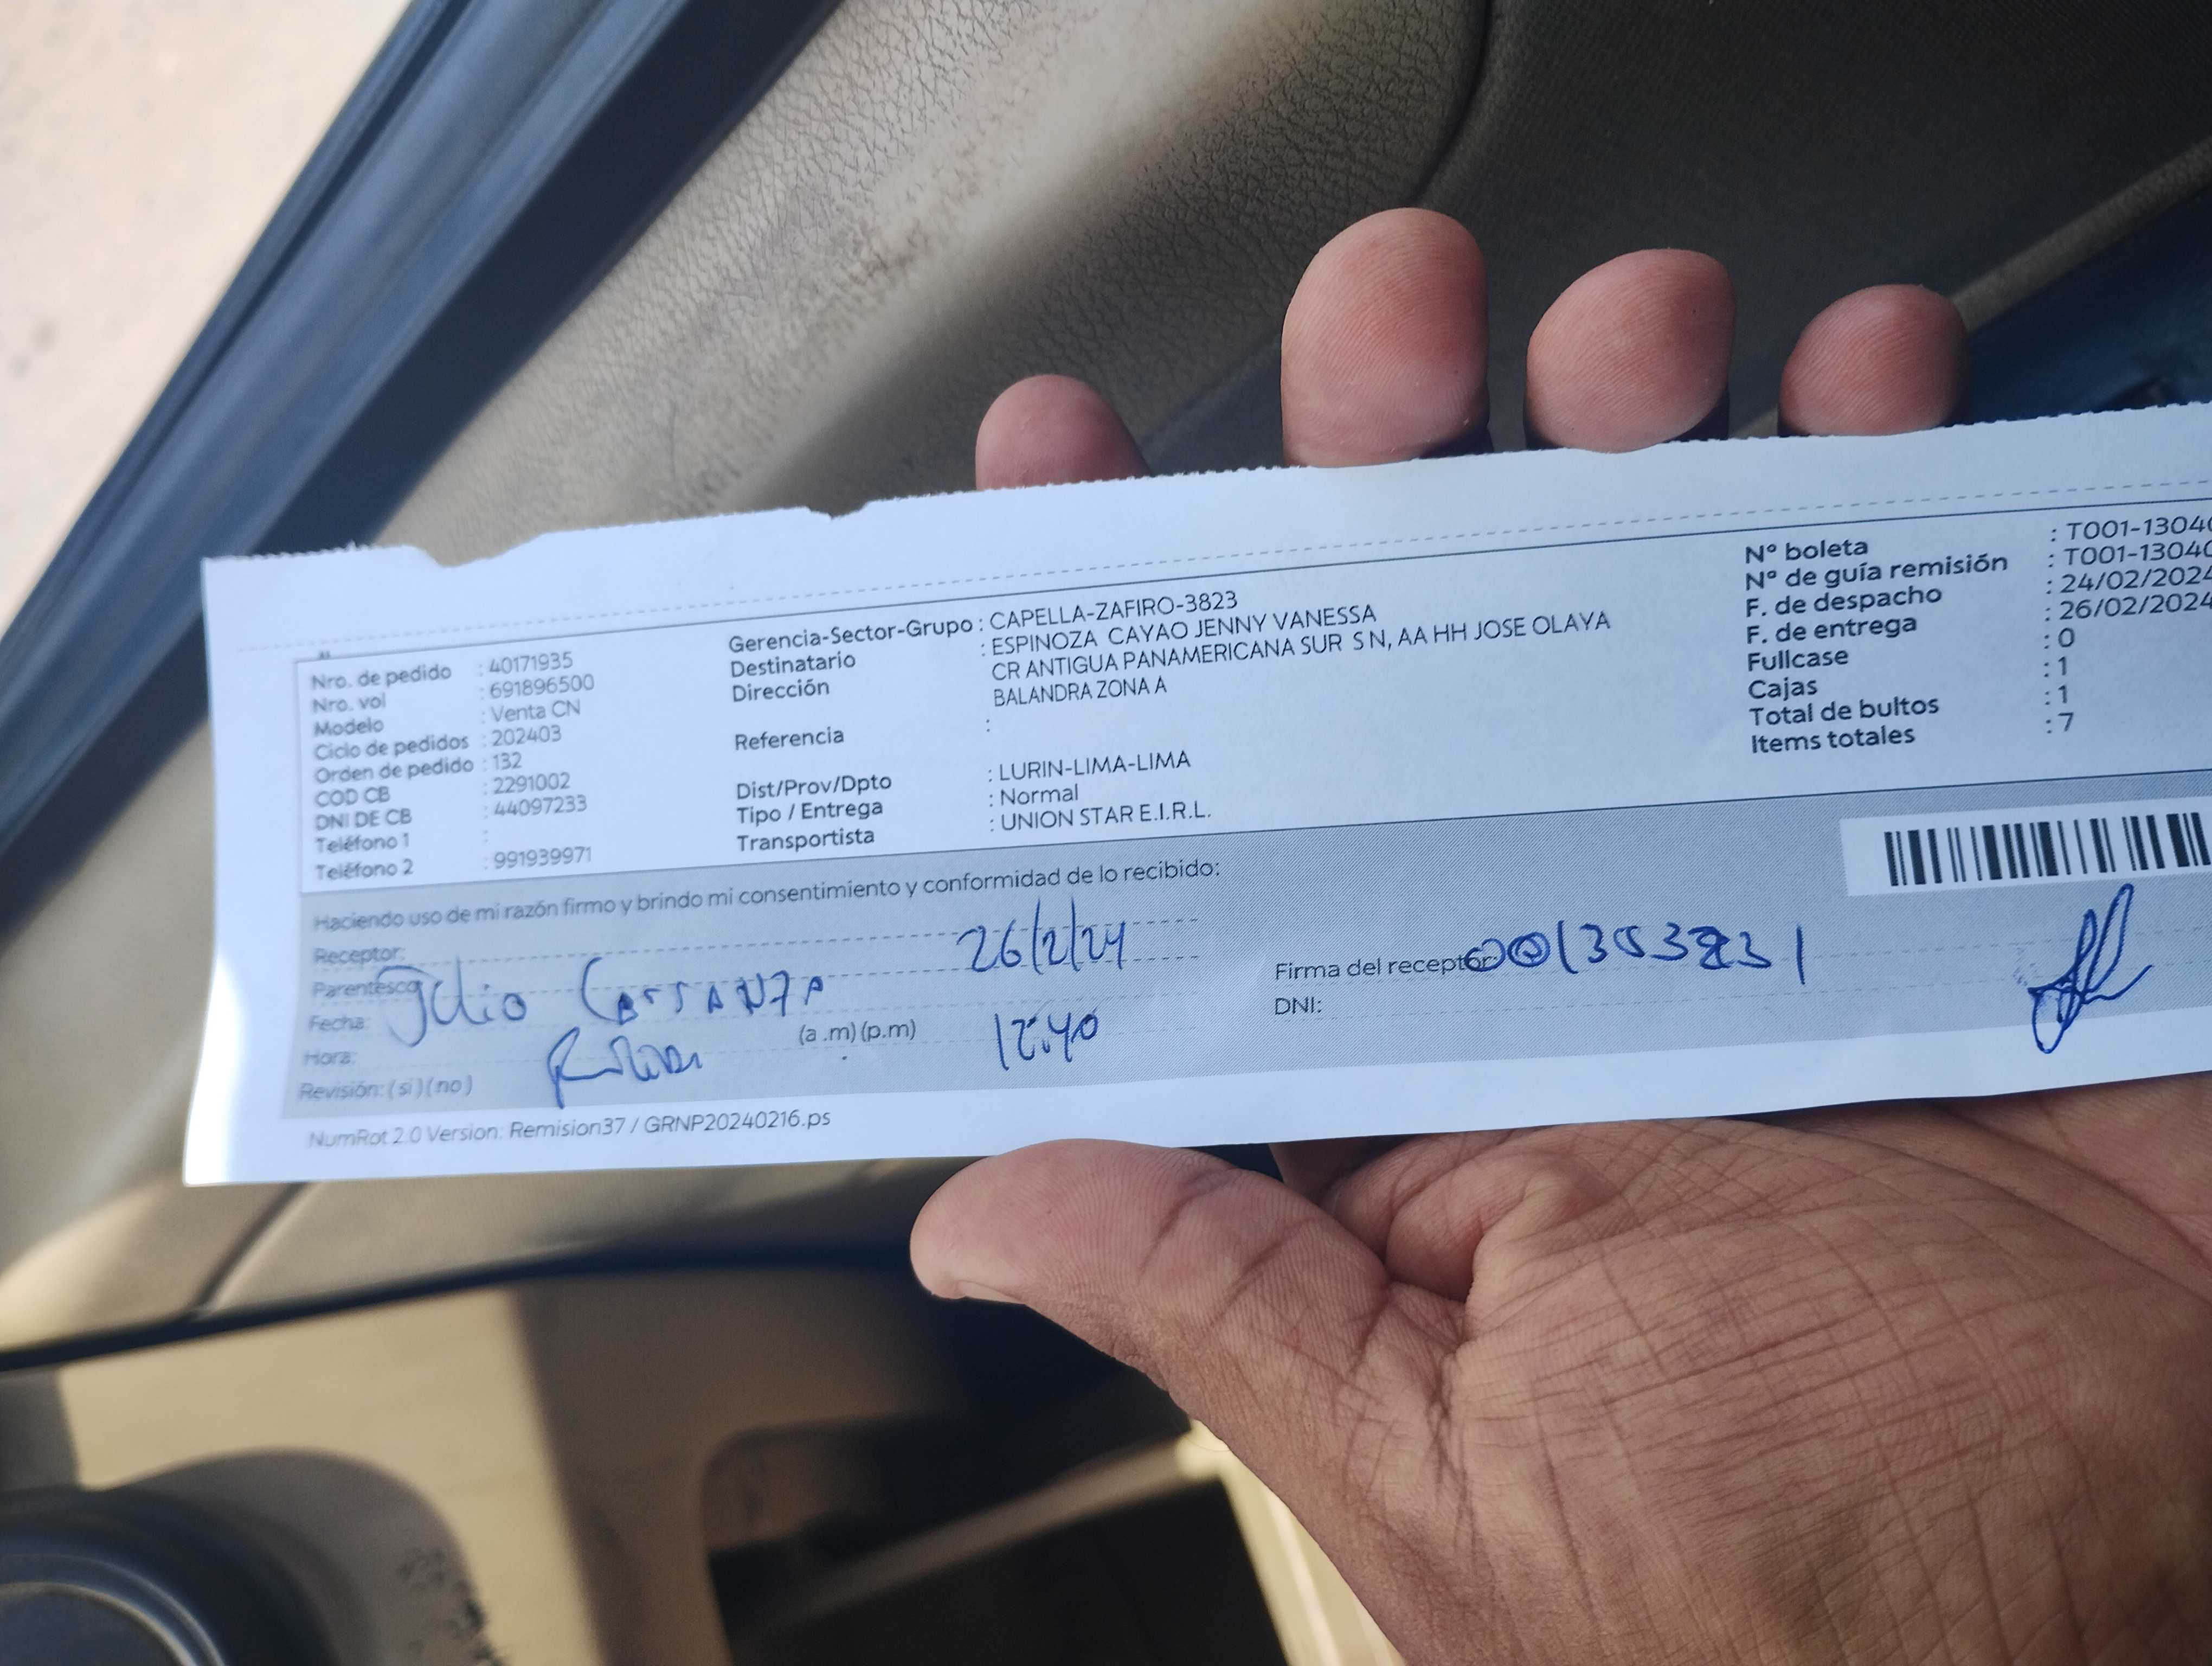 Nro. de pedido : 40171935
Nro. vol : 691896500
Modelo : Venta CN
Ciclo de pedidos : 202403
Orden de pedido : 132
COD CB : 2291002
DNI DE CB : 44097233
Teléfono 1 :
Teléfono 2 : 991939971
Gerencia-Sector-Grupo : CAPELLA-ZAFIRO-3823
Destinatario : ESPINOZA CAYAO JENNY VANESSA
Dirección CR ANTIGUA PANAMERICANA SUR S N, AA HH JOSE OLAYA
BALANDRA ZONA A
Referencia :
Dist/Prov/Dpto : LURIN-LIMA-LIMA
Tipo / Entrega : Normal
Transportista : UNION STAR E.I.R.L.
N° boleta : T001-1304
N° de guía remisión : T001-1304
F. de despacho : 24/02/2024
F. de entrega : 26/02/2024
Fullcase : 0
Cajas : 1
Total de bultos : 1
Items totales : 7
Haciendo uso de mi razón firmo y brindo mi consentimiento y conformidad de lo recibido:
Receptor:
Parentesco:
Fecha: Julio 26/2/24
Hora: (a .m) (p.m) 12:40
Revisión: ( si ) ( no )
Firma del receptor:
DNI:
NumRot 2.0 Version: Remision37 / GRNP20240216.ps